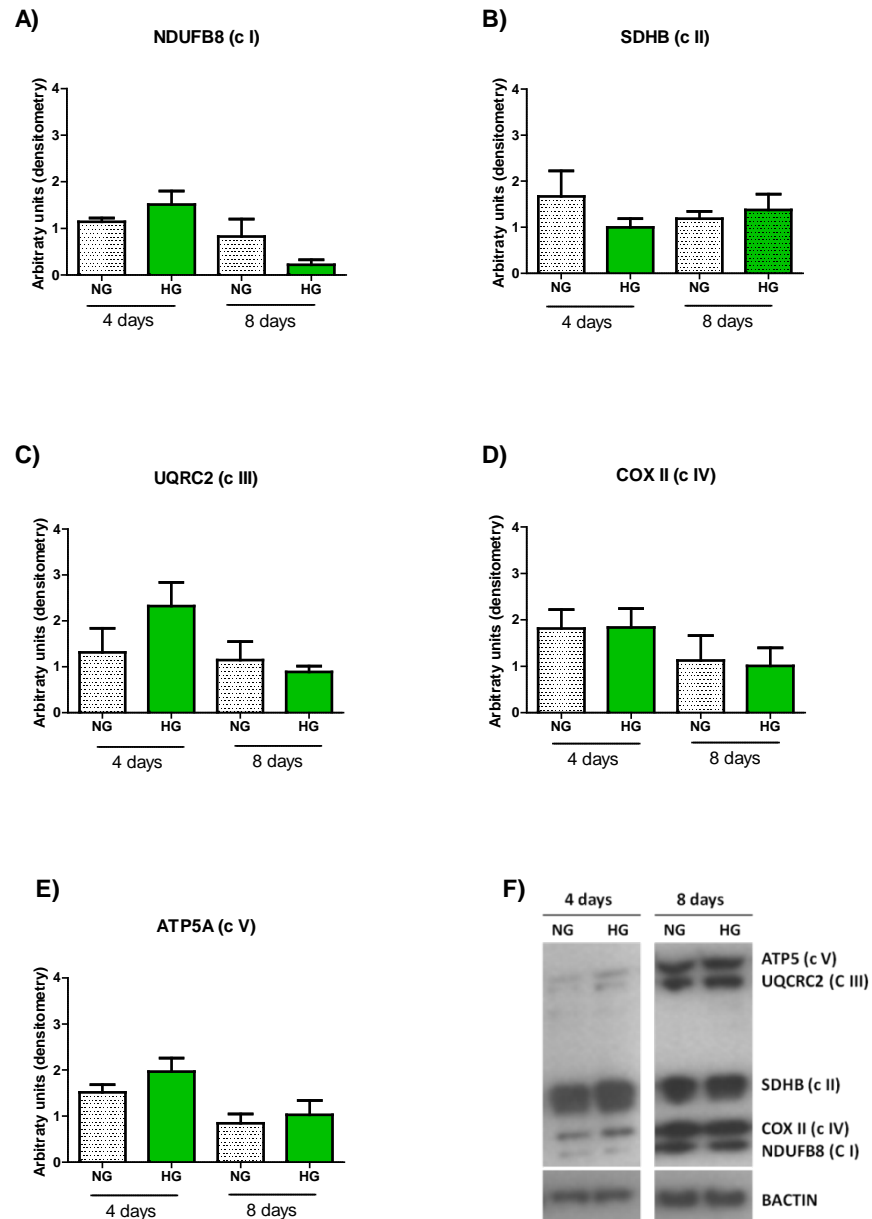 A)
NDUFB8 (c I)
Arbitraty units (densitometry)
4
3
2
1
0
NG HG NG HG
4 days 8 days
B)
SDHB (c II)
Arbitraty units (densitometry)
4
3
2
1
0
NG HG NG HG
4 days 8 days
C)
UQRC2 (c III)
Arbitraty units (densitometry)
4
3
2
1
0
NG HG NG HG
4 days 8 days
D)
COX II (c IV)
Arbitraty units (densitometry)
4
3
2
1
0
NG HG NG HG
4 days 8 days
E)
ATP5A (c V)
Arbitraty units (densitometry)
4
3
2
1
0
NG HG NG HG
4 days 8 days
F)
4 days 8 days
NG HG NG HG
ATP5 (c V)
UQCRC2 (C III)
SDHB (c II)
COX II (c IV)
NDUFB8 (C I)
BACTIN